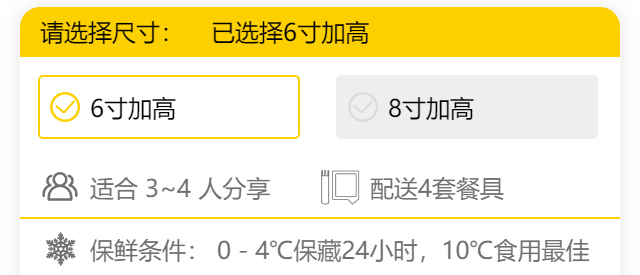 请选择尺寸： 已选择6寸加高
6寸加高 8寸加高
适合 3~4 人分享 配送4套餐具
保鲜条件： 0 - 4℃保藏24小时，10℃食用最佳